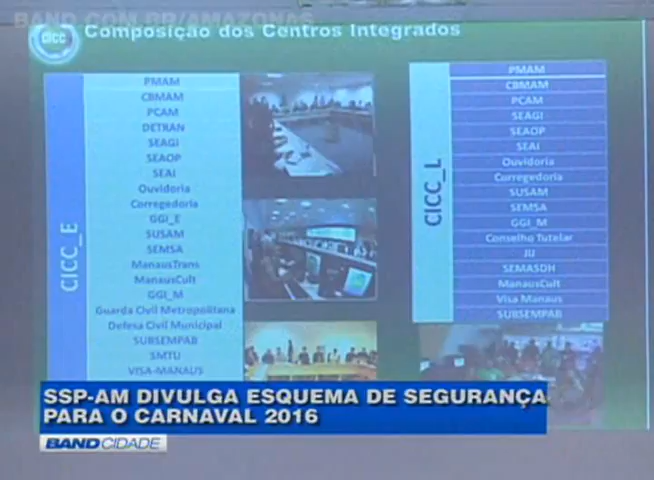 BAND.COM.BR/AMAZONAS
CICC
Composição dos Centros Integrados
CICC_E
PMAM
CBMAM
PCAM
DETRAN
SEAGI
SEAOP
SEAI
Ouvidoria
Corregedoria
GGI_E
SUSAM
SEMSA
ManausTrans
ManausCult
GGI_M
Guarda Civil Metropolitana
Defesa Civil Municipal
SUBSEMPAB
SMTU
VISA-MANAUS
CICC_L
PMAM
CBMAM
PCAM
SEAGI
SEAOP
SEAI
Ouvidoria
Corregedoria
SUSAM
SEMSA
GGI_M
Conselho Tutelar
JU
SEMASDH
ManausCult
Visa Manaus
SUBSEMPAB
SSP-AM DIVULGA ESQUEMA DE SEGURANÇA
PARA O CARNAVAL 2016
BAND CIDADE